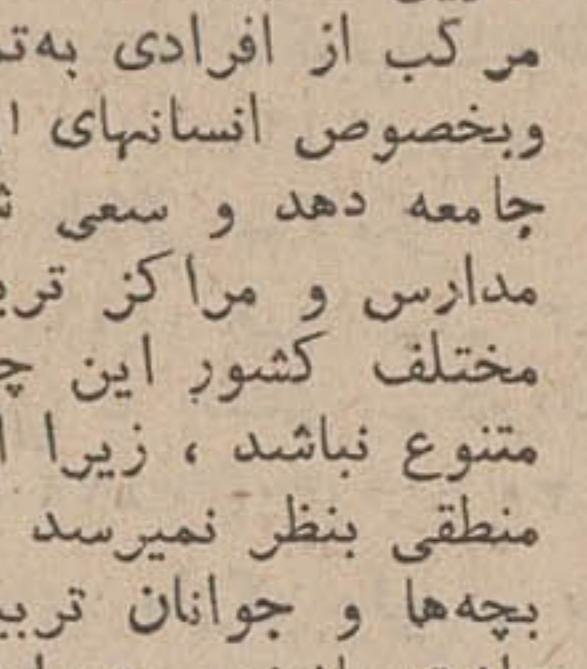 مرکب از افرادی
وبخصوص انسانهای
جامعه دهد و سعی
مدارس و مراکز
مختلف کشور این
متنوع نباشد ، زیرا
منطقی بنظر نمیرسد
بچه‌ها و جوانان